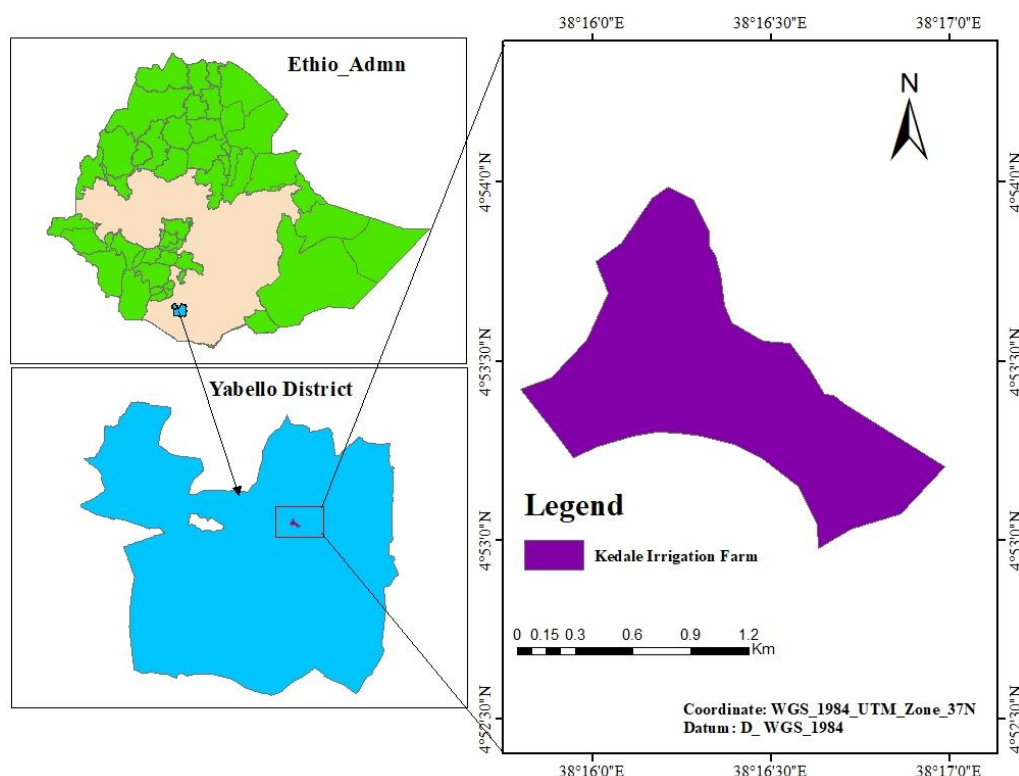 Ethio_Admn
Yabello District
38°16'0"E 38°16'30"E 38°17'0"E
N
4°54'0"N 4°54'0"N
4°53'30"N 4°53'30"N
4°53'0"N 4°53'0"N
4°52'30"N 4°52'30"N
Legend
Kedale Irrigation Farm
0 0.15 0.3 0.6 0.9 1.2
Km
Coordinate: WGS_1984_UTM_Zone_37N
Datum: D_ WGS_1984
38°16'0"E 38°16'30"E 38°17'0"E